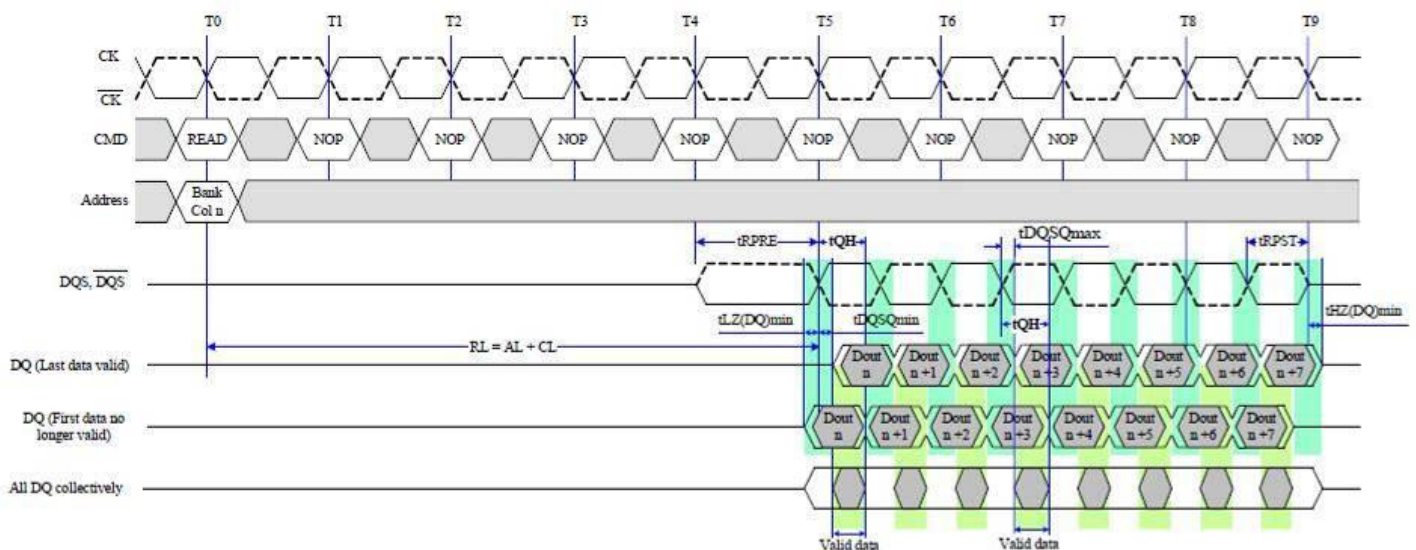 T0 T1 T2 T3 T4 T5 T6 T7 T8 T9
CK
CK
CMD READ NOP NOP NOP NOP NOP NOP NOP NOP NOP
Address Bank
Col n
tRPRE tQH tDQSQmax tRPST
DQS, DQS
tLZ(DQ)min tDQSQmin tQH tHZ(DQ)min
RL = AL + CL
DQ (Last data valid) Dout Dout Dout Dout Dout Dout Dout Dout
n n +1 n +2 n +3 n +4 n +5 n +6 n +7
DQ (First data no Dout Dout Dout Dout Dout Dout Dout Dout
longer valid) n n +1 n +2 n +3 n +4 n +5 n +6 n +7
All DQ collectively
Valid data Valid data